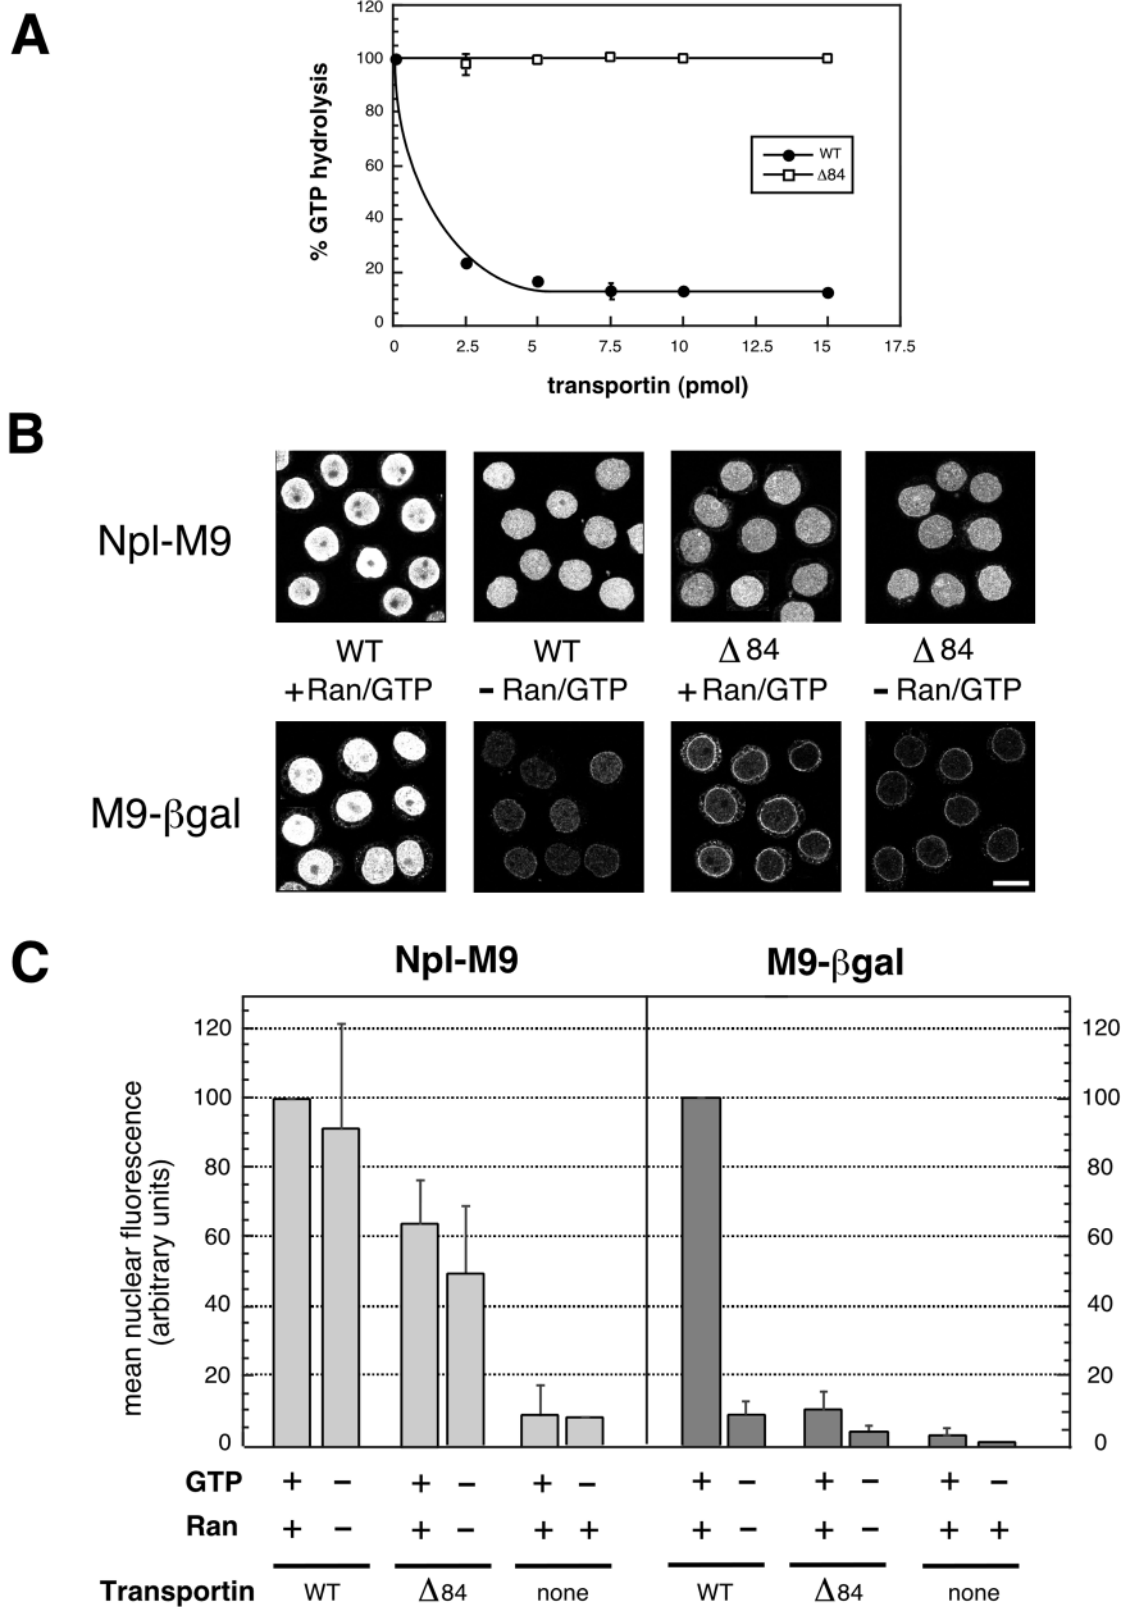 A
% GTP hydrolysis
120
100
80
60
40
20
0
WT
Δ84
0 2.5 5 7.5 10 12.5 15 17.5
transportin (pmol)
B
Npl-M9
WT WT Δ84 Δ84
+Ran/GTP - Ran/GTP +Ran/GTP - Ran/GTP
M9-βgal
C
Npl-M9 M9-βgal
mean nuclear fluorescence
(arbitrary units)
120 120
100 100
80 80
60 60
40 40
20 20
0 0
GTP + − + − + − + − + − + −
Ran + − + − + + + − + − + +
Transportin WT Δ84 none WT Δ84 none